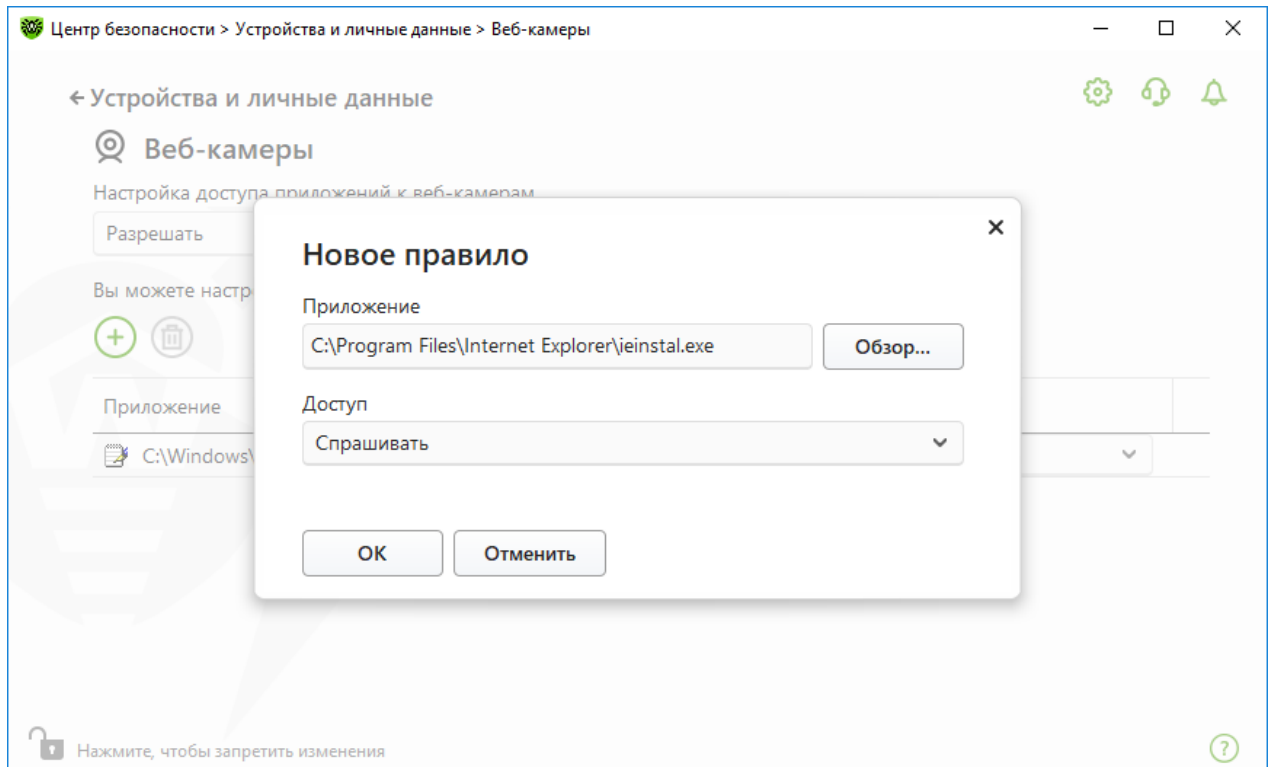 Центр безопасности > Устройства и личные данные > Веб-камеры
Устройства и личные данные
Веб-камеры
Настройка доступа приложений к веб-камерам
Разрешать
Вы можете
Новое правило
Приложение
C:\Program Files\Internet Explorer\ieinstal.exe
Обзор...
Доступ
Спрашивать
ОК
Отменить
Приложение
C:\Windows\
Нажмите, чтобы запретить изменения
?